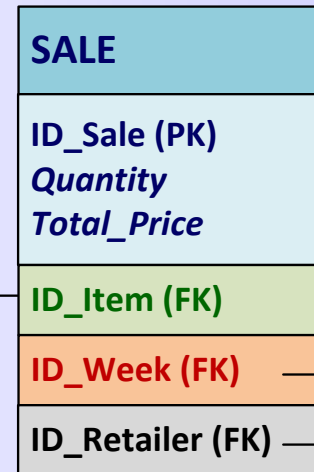 SALE
ID_Sale (PK)
Quantity
Total_Price
ID_Item (FK)
ID_Week (FK)
ID_Retailer (FK)